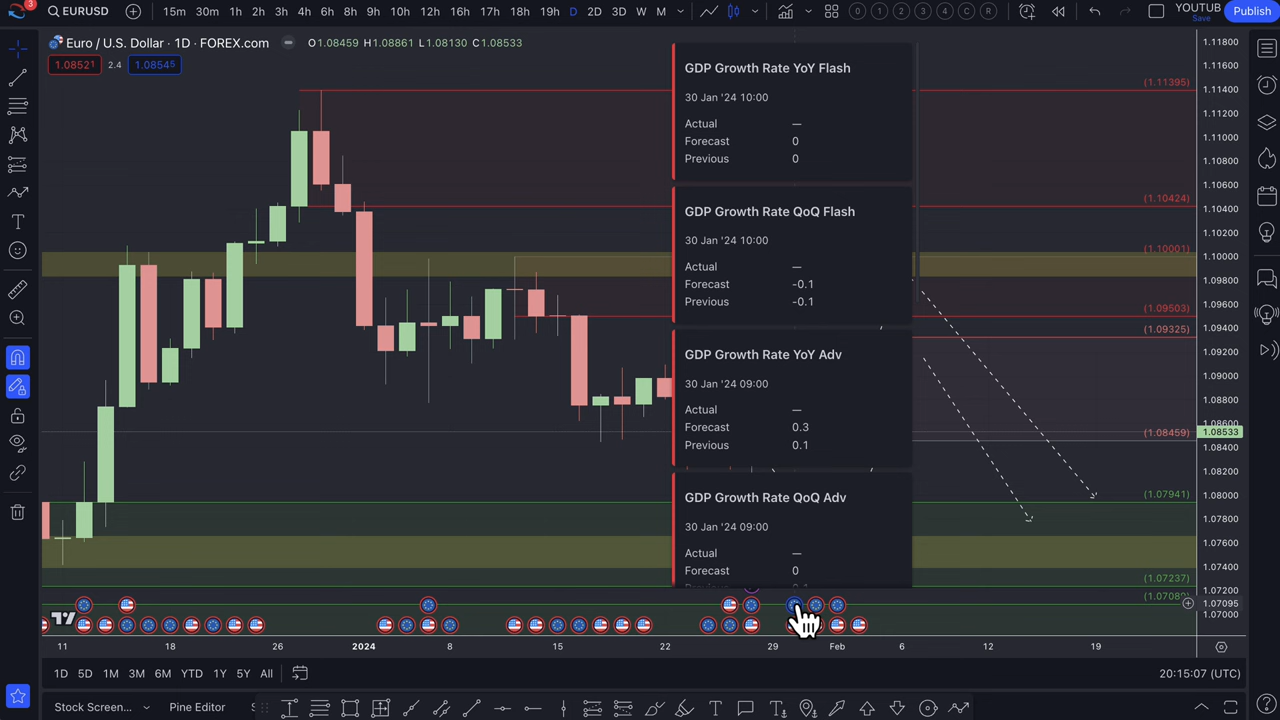 3
EURUSD
15m 30m 1h 2h 3h 4h 6h 8h 10h 12h 16h 17h 18h 19h D 2D 3D W M
0 1 2 3 4 C R
YOUTUB
Save
Publish
Euro / U.S. Dollar · 1D · FOREX.com
O1.08459 H1.08861 L1.08130 C1.08533
1.08521 2.4 1.08545
GDP Growth Rate YoY Flash
30 Jan '24 10:00
Actual —
Forecast 0
Previous 0
GDP Growth Rate QoQ Flash
30 Jan '24 10:00
Actual —
Forecast -0.1
Previous -0.1
GDP Growth Rate YoY Adv
30 Jan '24 09:00
Actual —
Forecast 0.3
Previous 0.1
GDP Growth Rate QoQ Adv
30 Jan '24 09:00
Actual —
Forecast 0
(1.11395)
(1.10424)
(1.10001)
(1.09503)
(1.09325)
(1.08459)
(1.07941)
(1.07237)
1.11800
1.11600
1.11400
1.11200
1.11000
1.10800
1.10600
1.10400
1.10200
1.10000
1.09800
1.09600
1.09400
1.09200
1.09000
1.08800
1.08600
1.08533
1.08400
1.08200
1.08000
1.07800
1.07600
1.07400
1.07200
1.07095
1.07000
11 18 26 2024 8 15 22 29 Feb 6 12 19
1D 5D 1M 3M 6M YTD 1Y 5Y All
20:15:07 (UTC)
Stock Screen... Pine Editor